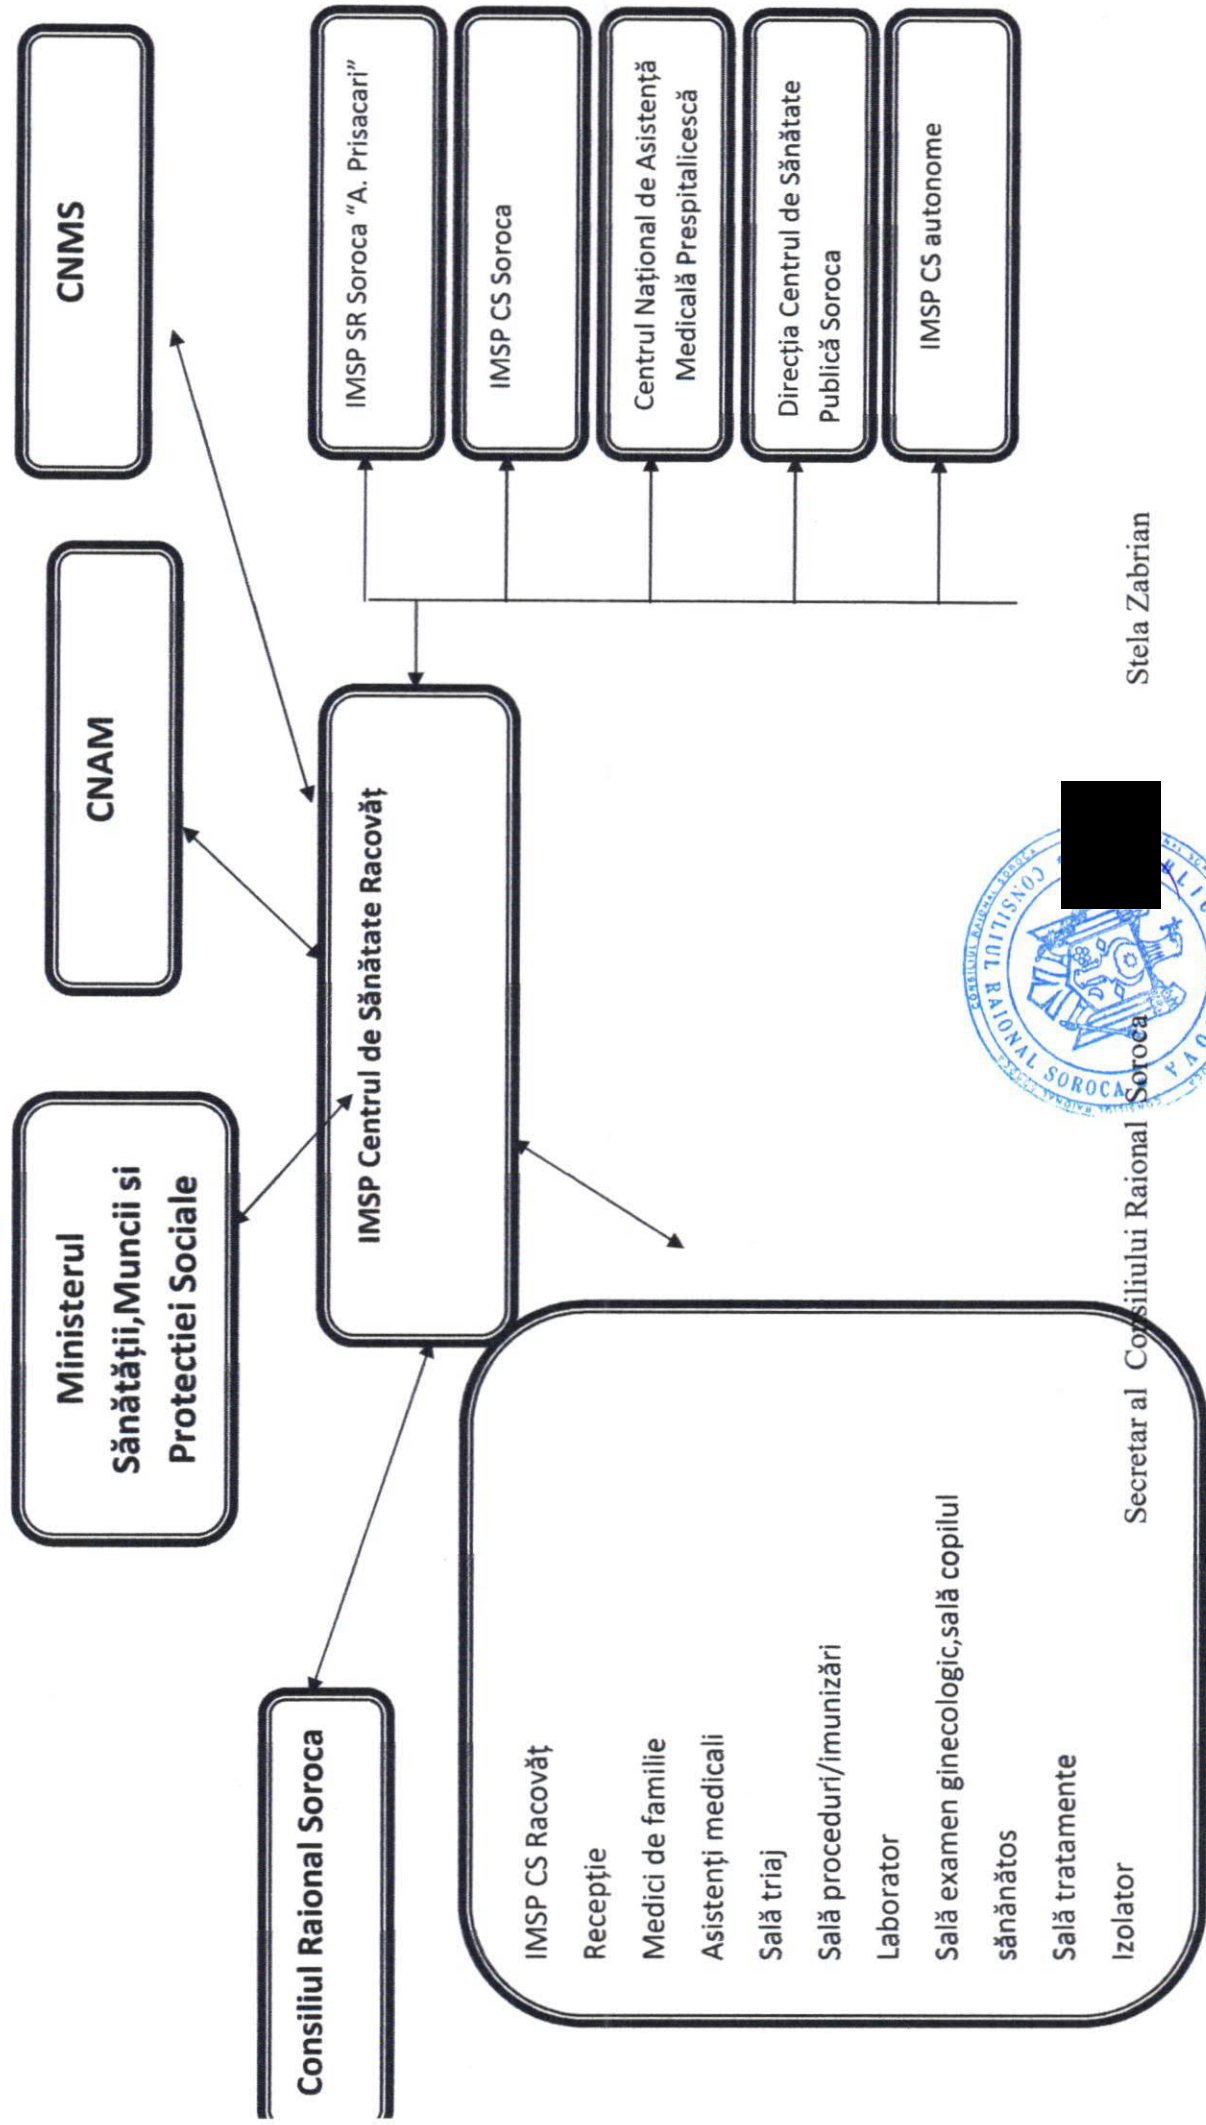 Ministerul
Sănătății,Muncii si
Protectiei Sociale
CNAM
CNMS
Consiliul Raional Soroca
IMSP Centrul de Sănătate Racovăț
IMSP SR Soroca “A. Prisacari”
IMSP CS Soroca
Centrul Național de Asistență
Medicală Prespitalicescă
Direcția Centrul de Sănătate
Publică Soroca
IMSP CS autonome
IMSP CS Racovăț
Recepție
Medici de familie
Asistenți medicali
Sală triaj
Sală proceduri/imunizări
Laborator
Sală examen ginecologic,sală copilul
sănănătos
Sală tratamente
Izolator
Secretar al Consiliului Raional Soroca Stela Zabrian
CONSILIUL RAIONAL SOROCA
CONSILIUL RAIONAL SOROCA